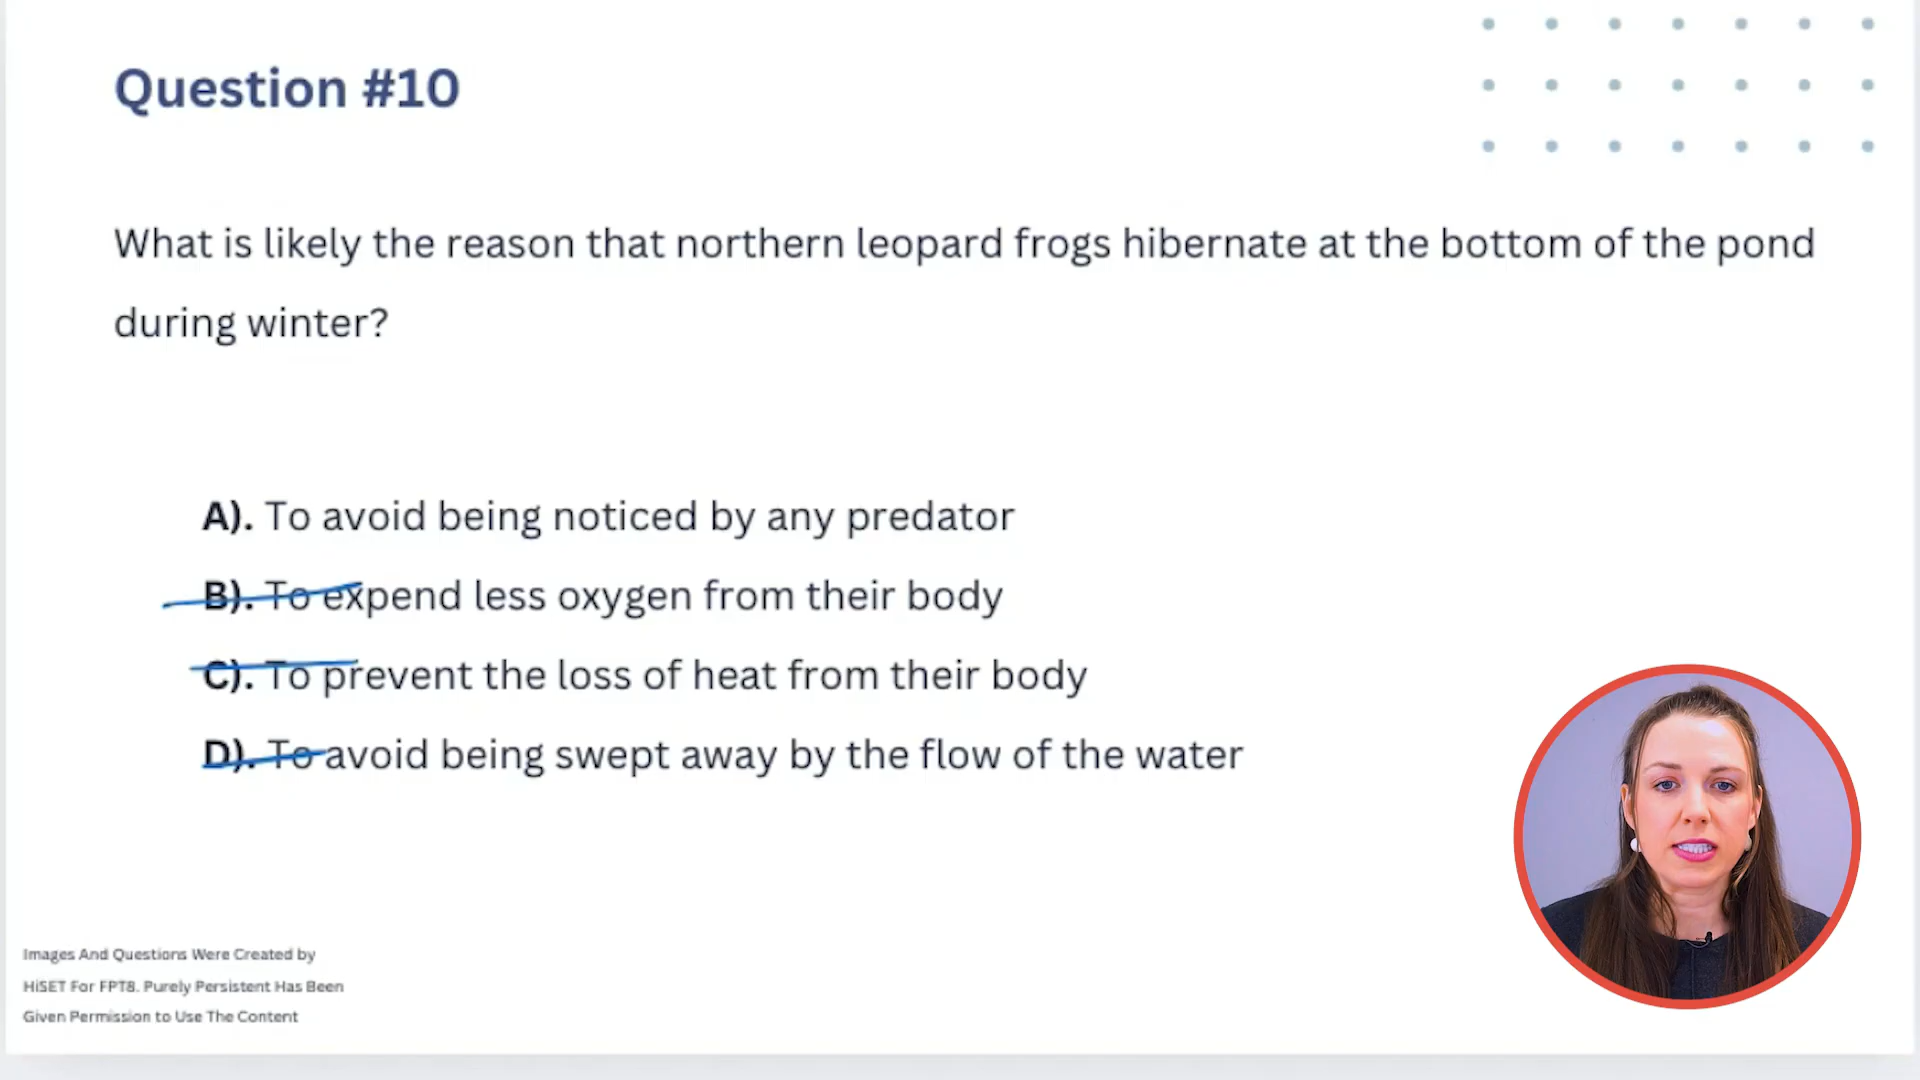 Question #10
What is likely the reason that northern leopard frogs hibernate at the bottom of the pond
during winter?
A). To avoid being noticed by any predator
B). To expend less oxygen from their body
C). To prevent the loss of heat from their body
D). To avoid being swept away by the flow of the water
Images And Questions Were Created by
HiSET For FPT8. Purely Persistent Has Been
Given Permission to Use The Content